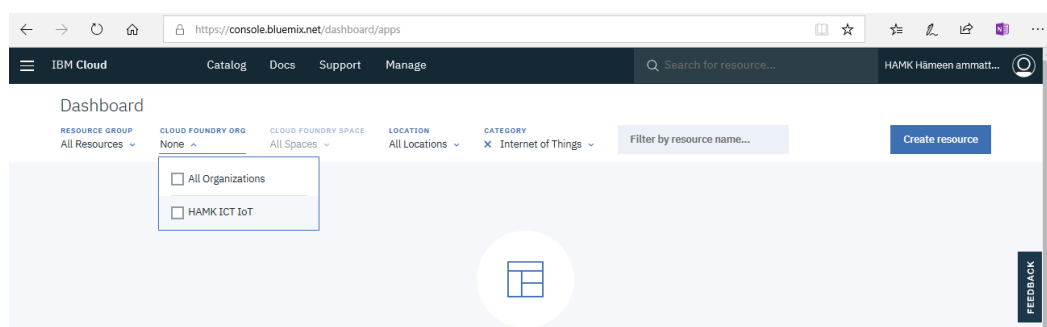 https://console.bluemix.net/dashboard/apps
IBM Cloud Catalog Docs Support Manage Search for resource... HAMK Hämeen ammatt...
Dashboard
RESOURCE GROUP CLOUD FOUNDRY ORG CLOUD FOUNDRY SPACE LOCATION CATEGORY
All Resources None All Spaces All Locations Internet of Things Filter by resource name... Create resource
All Organizations
HAMK ICT IoT
FEEDBACK